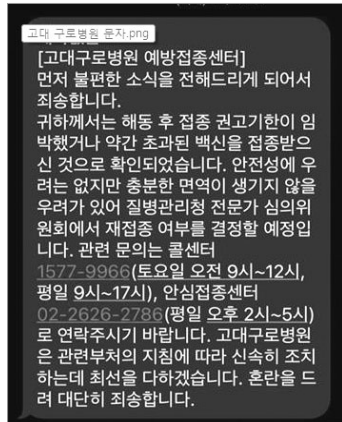 고대 구로병원 문자.png
[고대구로병원 예방접종센터]
먼저 불편한 소식을 전해드리게 되어서
죄송합니다.
귀하께서는 해동 후 접종 권고기한이 임
박했거나 약간 초과된 백신을 접종받으
신 것으로 확인되었습니다. 안전성에 우
려는 없지만 충분한 면역이 생기지 않을
우려가 있어 질병관리청 전문가 심의위
원회에서 재접종 여부를 결정할 예정입
니다. 관련 문의는 콜센터
1577-9966(토요일 오전 9시~12시,
평일 9시~17시), 안심접종센터
02-2626-2786(평일 오후 2시~5시)
로 연락주시기 바랍니다. 고대구로병원
은 관련부처의 지침에 따라 신속히 조치
하는데 최선을 다하겠습니다. 혼란을 드
려 대단히 죄송합니다.